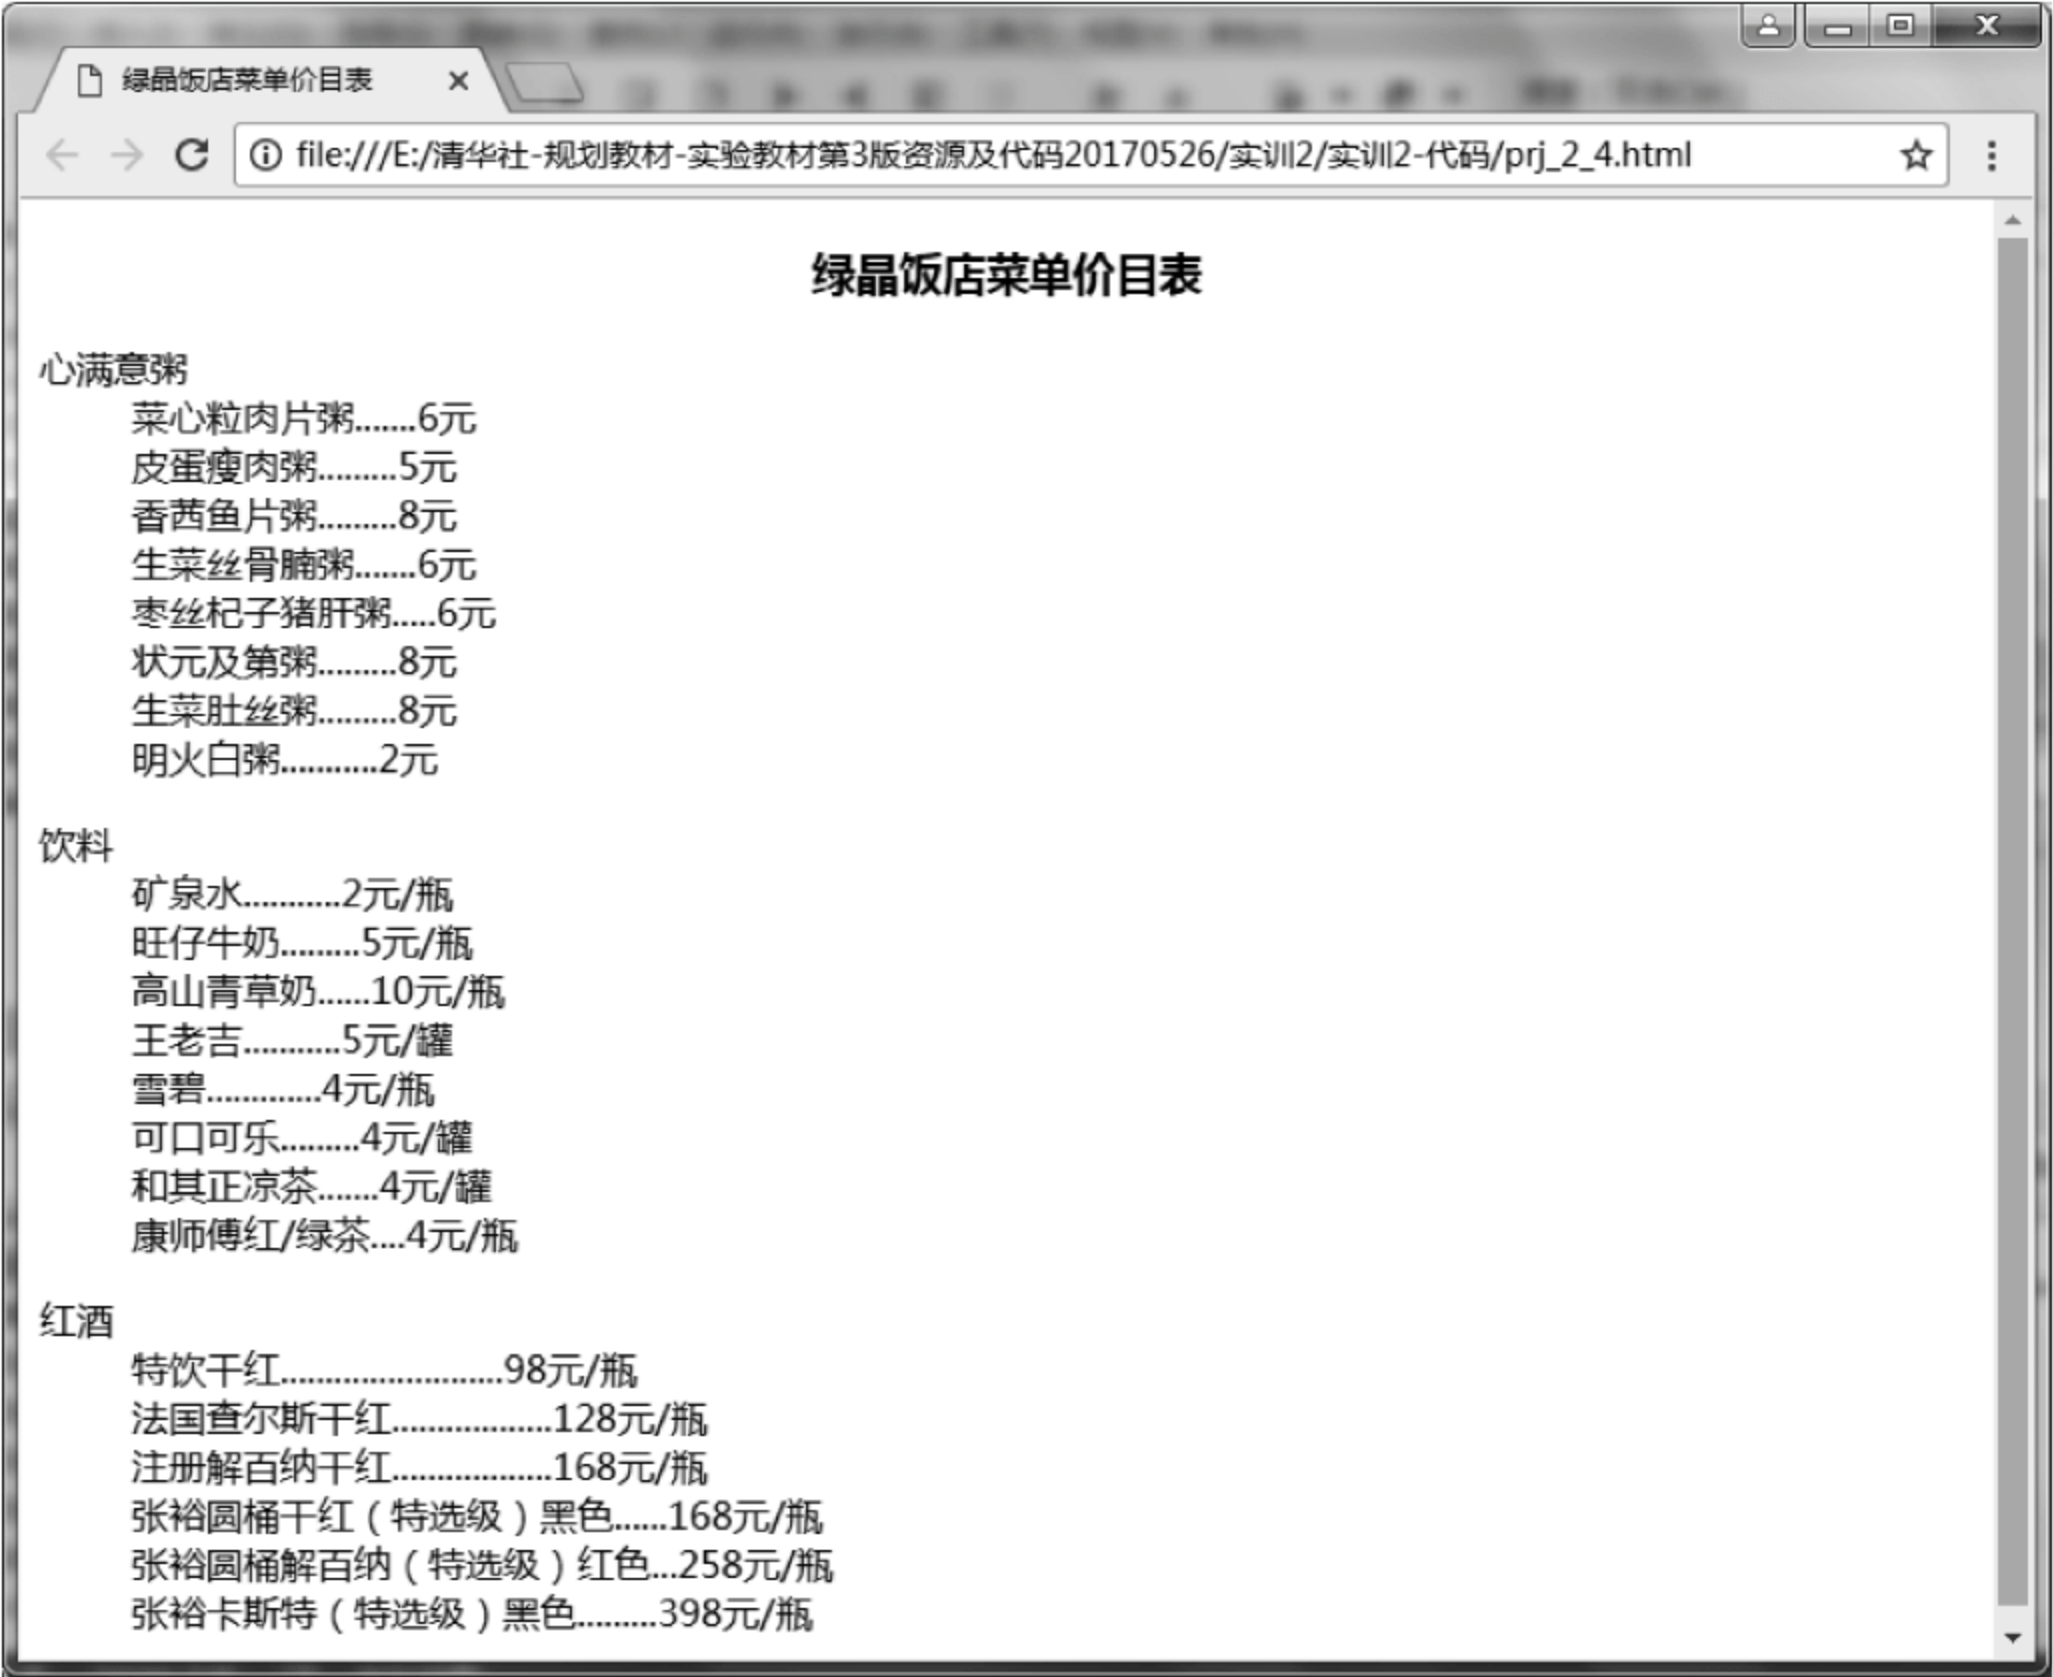 绿晶饭店菜单价目表
file:///E:/清华社-规划教材-实验教材第3版资源及代码20170526/实训2/实训2-代码/prj_2_4.html
绿晶饭店菜单价目表
心满意粥
菜心粒肉片粥.......6元
皮蛋瘦肉粥.........5元
香茜鱼片粥.........8元
生菜丝骨腩粥.......6元
枣丝杞子猪肝粥.....6元
状元及第粥.........8元
生菜肚丝粥.........8元
明火白粥...........2元
饮料
矿泉水...........2元/瓶
旺仔牛奶.........5元/瓶
高山青草奶......10元/瓶
王老吉...........5元/罐
雪碧.............4元/瓶
可口可乐.........4元/罐
和其正凉茶.......4元/罐
康师傅红/绿茶....4元/瓶
红酒
特饮干红.........................98元/瓶
法国查尔斯干红..................128元/瓶
注册解百纳干红..................168元/瓶
张裕圆桶干红（特选级）黑色......168元/瓶
张裕圆桶解百纳（特选级）红色...258元/瓶
张裕卡斯特（特选级）黑色.........398元/瓶